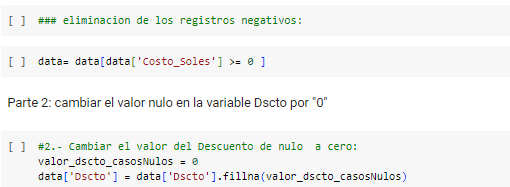 [ ] ### eliminacion de los registros negativos:
[ ] data= data[data['Costo_Soles'] >= 0 ]
Parte 2: cambiar el valor nulo en la variable Dscto por "0"
[ ] #2.- Cambiar el valor del Descuento de nulo  a cero:
valor_dscto_casosNulos = 0
data['Dscto'] = data['Dscto'].fillna(valor_dscto_casosNulos)